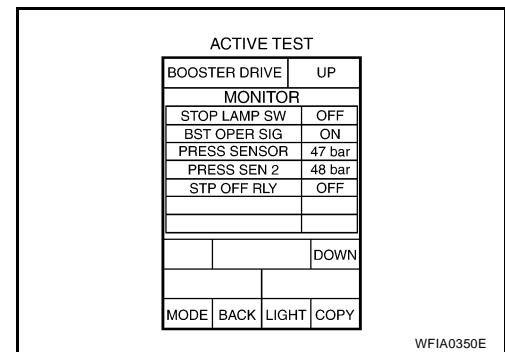 ACTIVE TEST
BOOSTER DRIVE UP
MONITOR
STOP LAMP SW OFF
BST OPER SIG ON
PRESS SENSOR 47 bar
PRESS SEN 2 48 bar
STP OFF RLY OFF
DOWN
MODE BACK LIGHT COPY
WFIA0350E